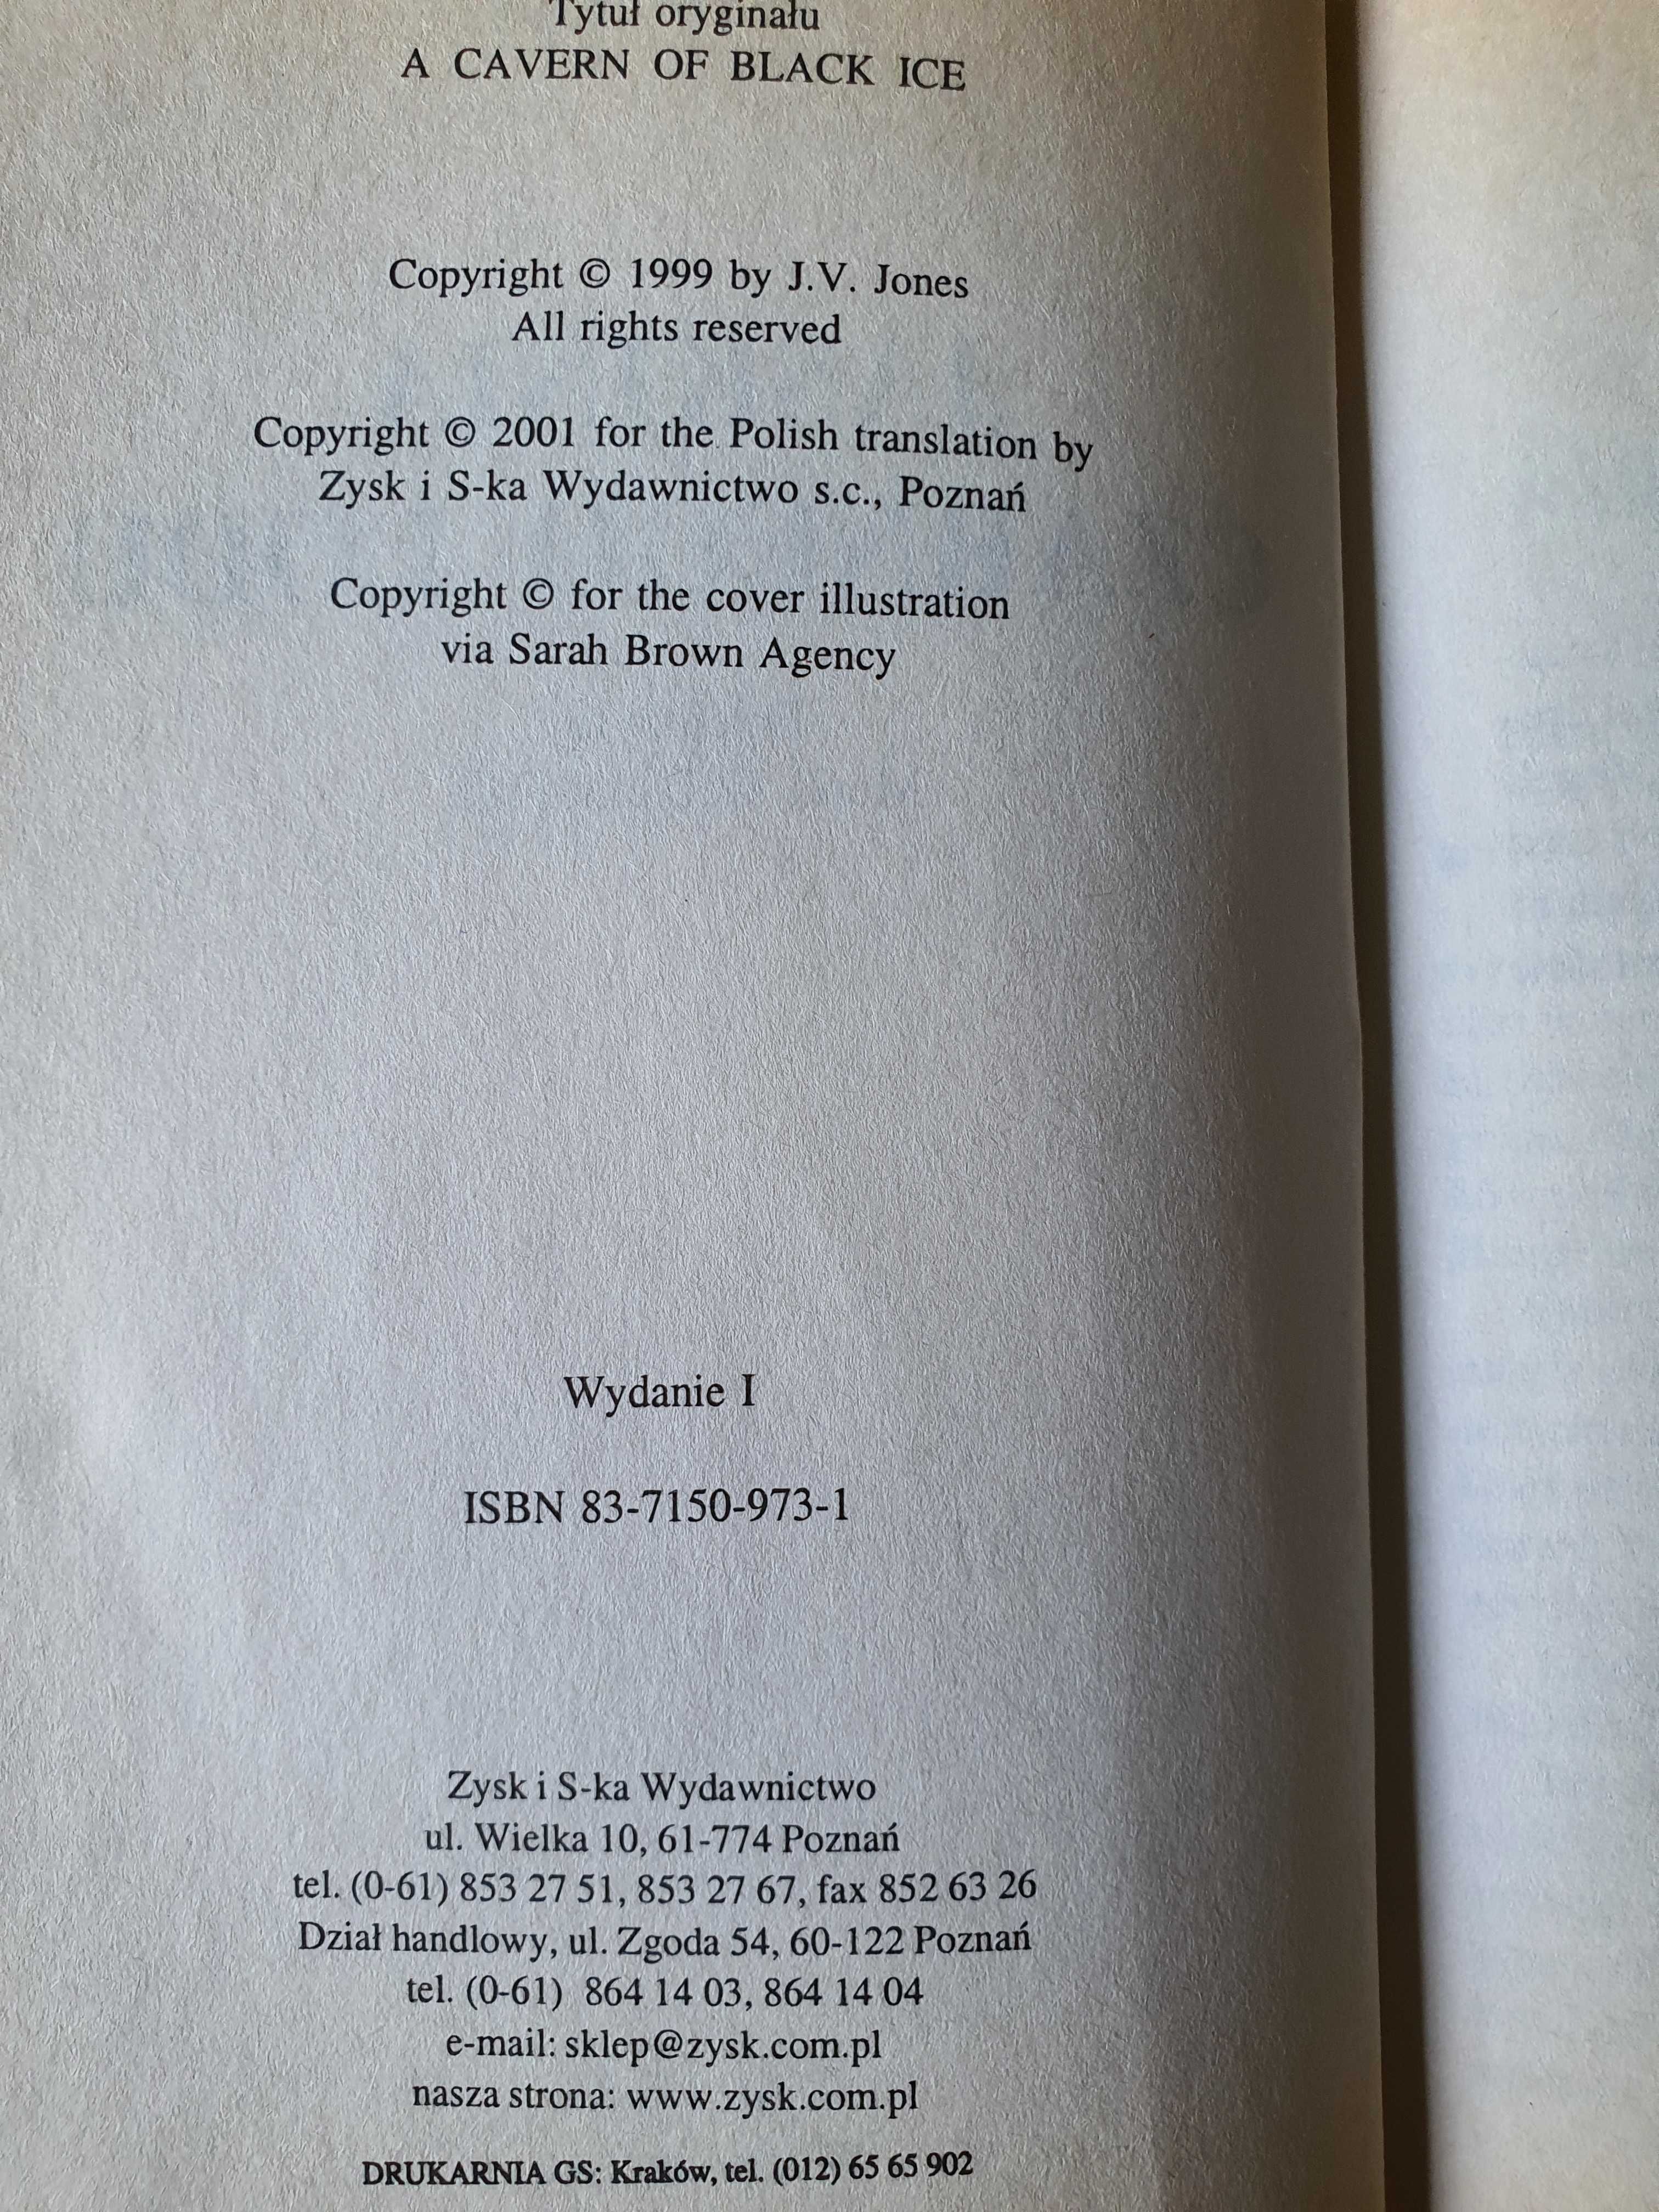 Tytuł oryginału
A CAVERN OF BLACK ICE
Copyright © 1999 by J.V. Jones
All rights reserved
Copyright © 2001 for the Polish translation by
Zysk i S-ka Wydawnictwo s.c., Poznań
Copyright © for the cover illustration
via Sarah Brown Agency
Wydanie I
ISBN 83-7150-973-1
Zysk i S-ka Wydawnictwo
ul. Wielka 10, 61-774 Poznań
tel. (0-61) 853 27 51, 853 27 67, fax 852 63 26
Dział handlowy, ul. Zgoda 54, 60-122 Poznań
tel. (0-61) 864 14 03, 864 14 04
e-mail: sklep@zysk.com.pl
nasza strona: www.zysk.com.pl
DRUKARNIA GS: Kraków, tel. (012) 65 65 902